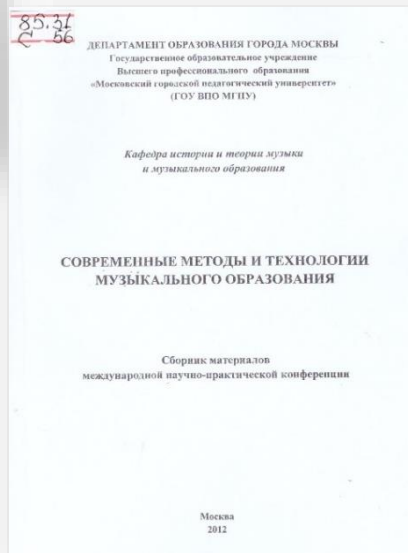 85.31
С 56
ДЕПАРТАМЕНТ ОБРАЗОВАНИЯ ГОРОДА МОСКВЫ
Государственное образовательное учреждение
Высшего профессионального образования
«Московский городской педагогический университет»
(ГОУ ВПО МГПУ)
Кафедра истории и теории музыки
и музыкального образования
СОВРЕМЕННЫЕ МЕТОДЫ И ТЕХНОЛОГИИ
МУЗЫКАЛЬНОГО ОБРАЗОВАНИЯ
Сборник материалов
международной научно-практической конференции
Москва
2012